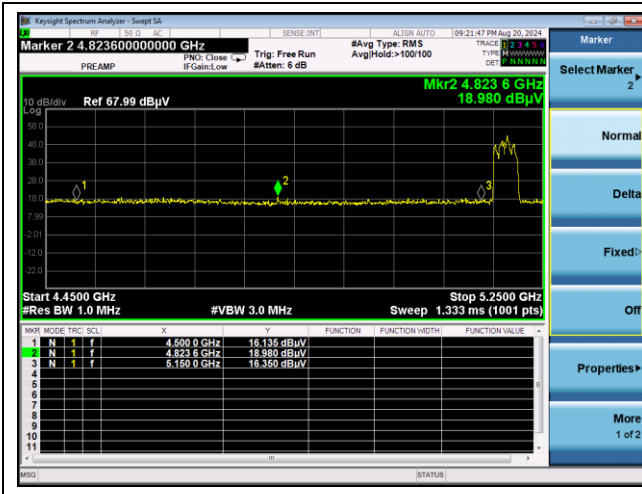 Keysight Spectrum Analyzer - Swept SA
RF 50 Ω AC SENSE:INT ALIGN AUTO 09:21:47 PM Aug 20, 2024
Marker 2 4.823600000000 GHz
PREAMP
PNO: Close
IFGain:Low
Trig: Free Run
#Atten: 6 dB
#Avg Type: RMS
Avg|Hold:>100/100
TRACE 1 2 3 4 5 6
TYPE M W W W W W
DET P N N N N N
Mkr2 4.823 6 GHz
18.980 dBµV
10 dB/div Ref 67.99 dBµV
Log
58.0
48.0
38.0
28.0
18.0
7.99
-2.01
-12.0
-22.0
1
2
3
Start 4.4500 GHz Stop 5.2500 GHz
#Res BW 1.0 MHz #VBW 3.0 MHz Sweep 1.333 ms (1001 pts)
MKR MODE TRC SCL X Y FUNCTION FUNCTION WIDTH FUNCTION VALUE
1 N 1 f 4.500 0 GHz 16.135 dBµV
2 N 1 f 4.823 6 GHz 18.980 dBµV
3 N 1 f 5.150 0 GHz 16.350 dBµV
4
5
6
7
8
9
10
11
MSG STATUS
Marker
Select Marker
2
Normal
Delta
Fixed
Off
Properties
More
1 of 2